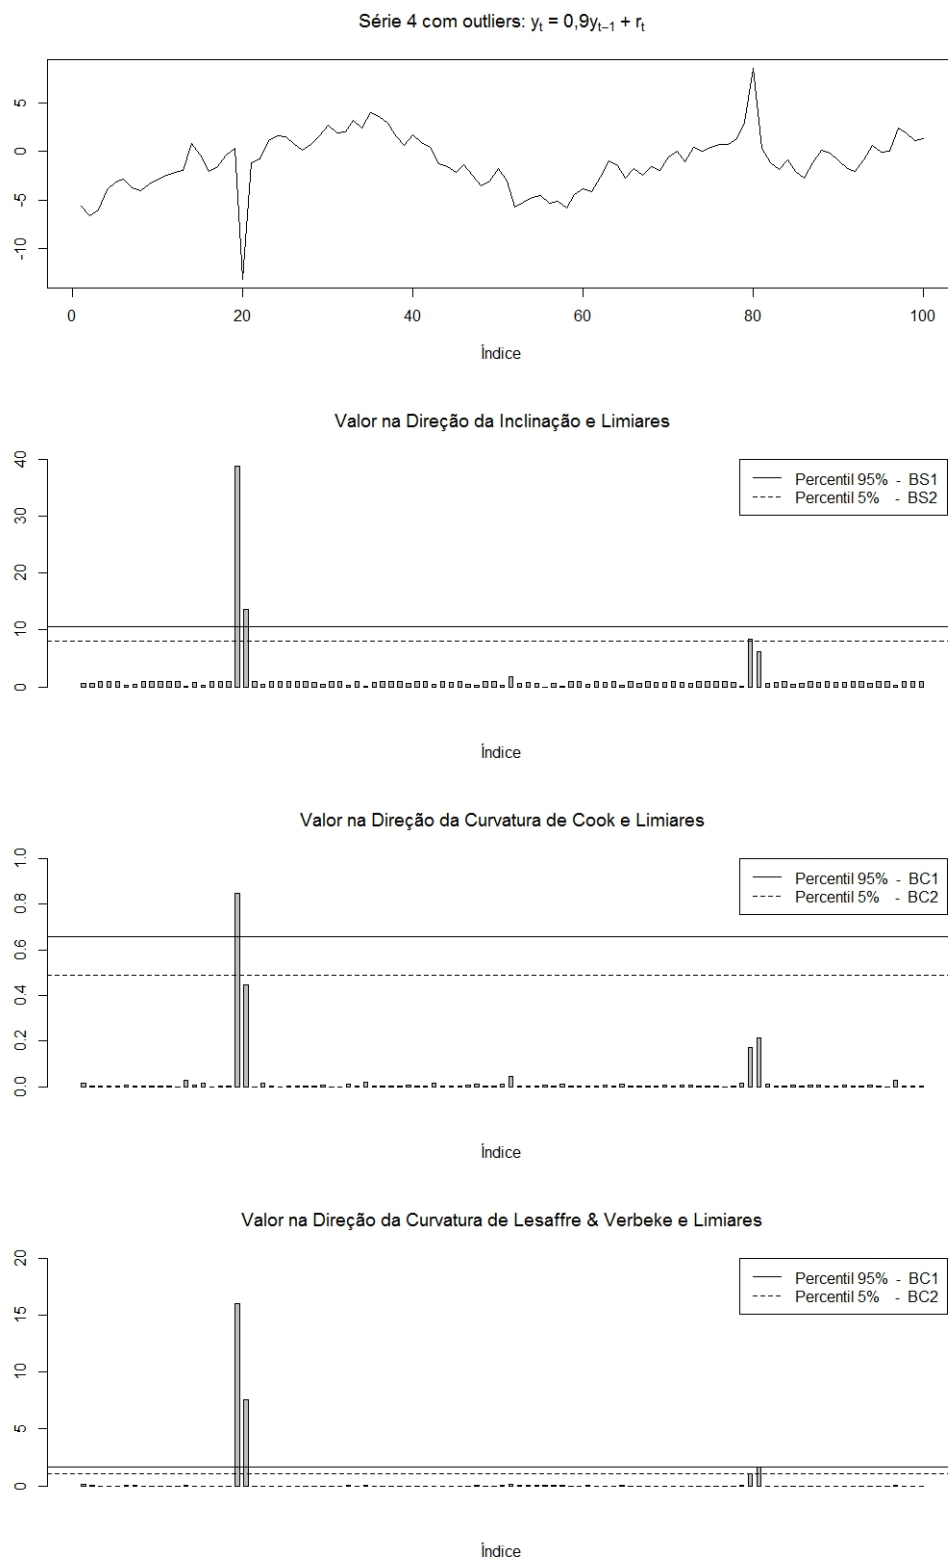 Série 4 com outliers: yt = 0,9yt−1 + rt
5
0
-5
-10
0 20 40 60 80 100
Índice
Valor na Direção da Inclinação e Limiares
40
30
20
10
0
Percentil 95% - BS1
Percentil 5% - BS2
Índice
Valor na Direção da Curvatura de Cook e Limiares
1.0
0.8
0.6
0.4
0.2
0.0
Percentil 95% - BC1
Percentil 5% - BC2
Índice
Valor na Direção da Curvatura de Lesaffre & Verbeke e Limiares
20
15
10
5
0
Percentil 95% - BC1
Percentil 5% - BC2
Índice